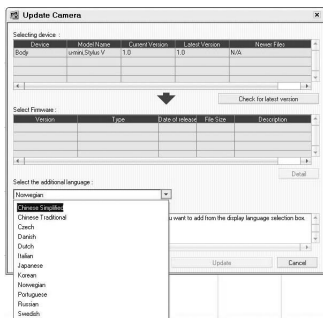 Update Camera
Selecting device :
Device Model Name Current Version Latest Version Newer Files
Body u-mini,Stylus V 1.0 1.0 N/A
Check for latest version
Select Firmware :
Version Type Date of release File Size Description
Detail
Select the additional language :
Norwegian
Chinese Simplified
Chinese Traditional
u want to add from the display language selection box.
Czech
Danish
Dutch
Italian
Update Cancel
Japanese
Korean
Norwegian
Portuguese
Russian
Swedish